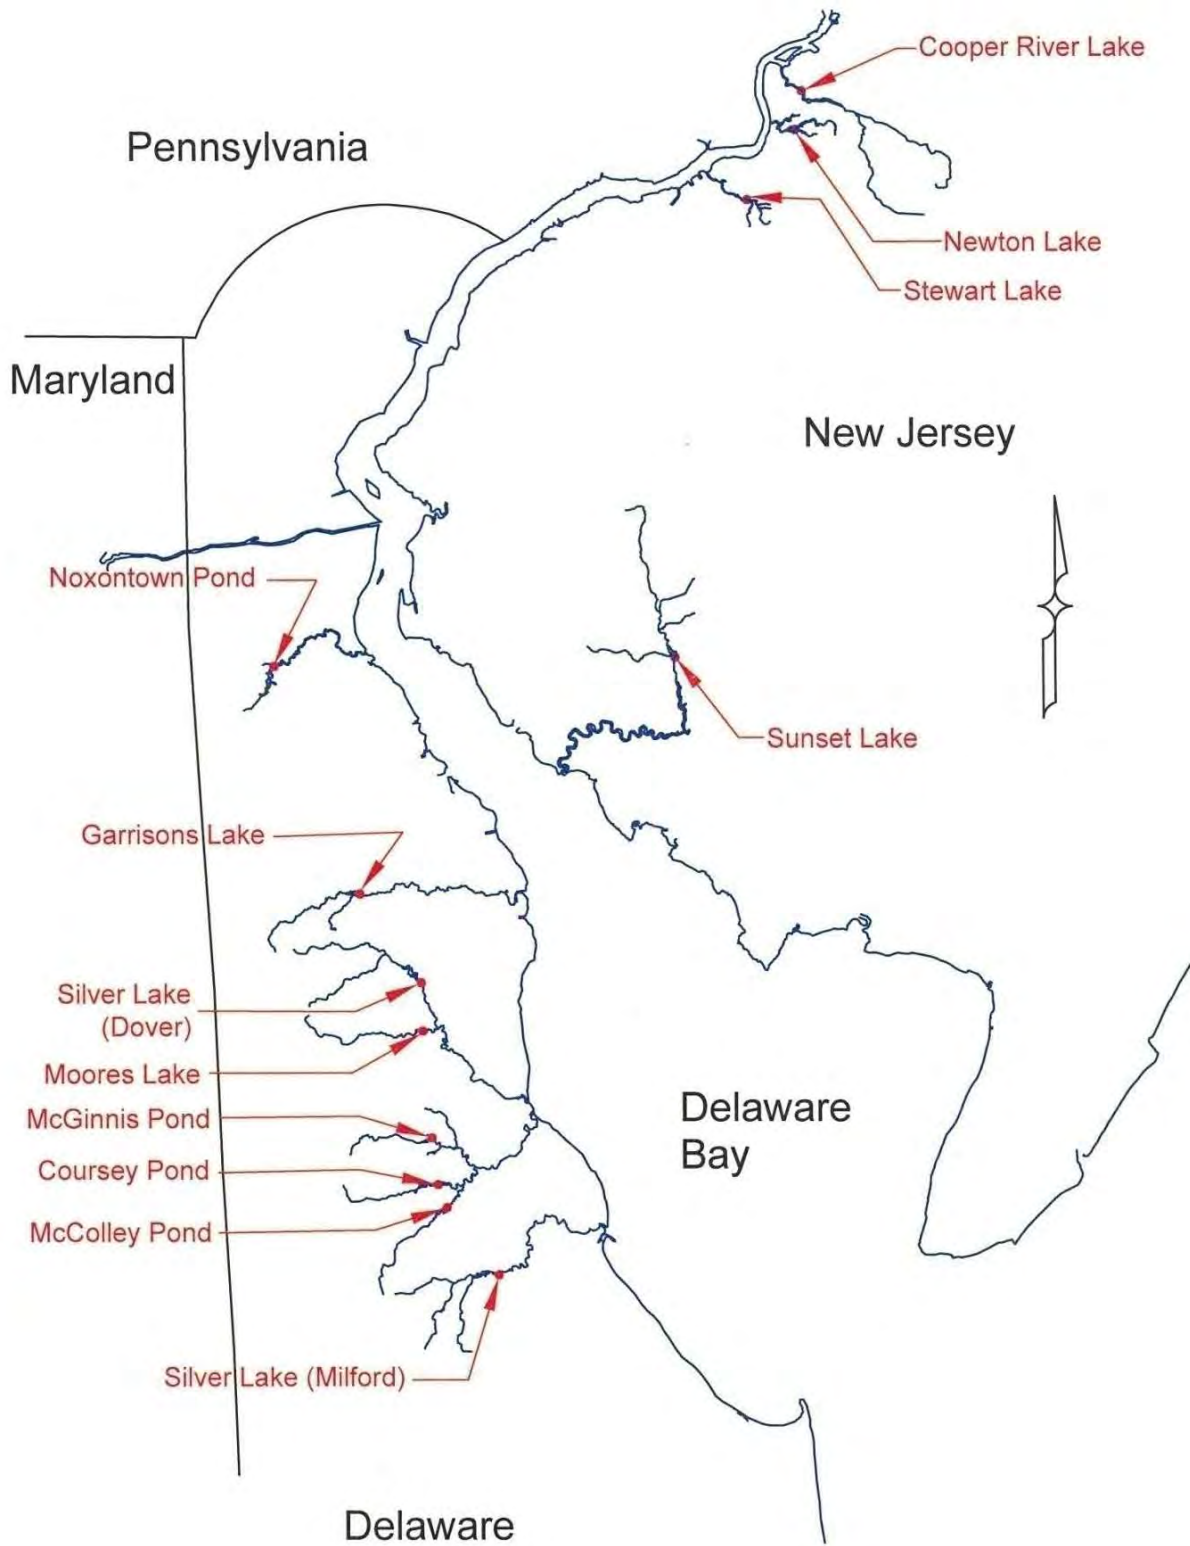 Cooper River Lake
Pennsylvania
Newton Lake
Stewart Lake
Maryland
New Jersey
Noxontown Pond
Sunset Lake
Garrisons Lake
Silver Lake
(Dover)
Moores Lake
McGinnis Pond
Delaware
Bay
Coursey Pond
McColley Pond
Silver Lake (Milford)
Delaware